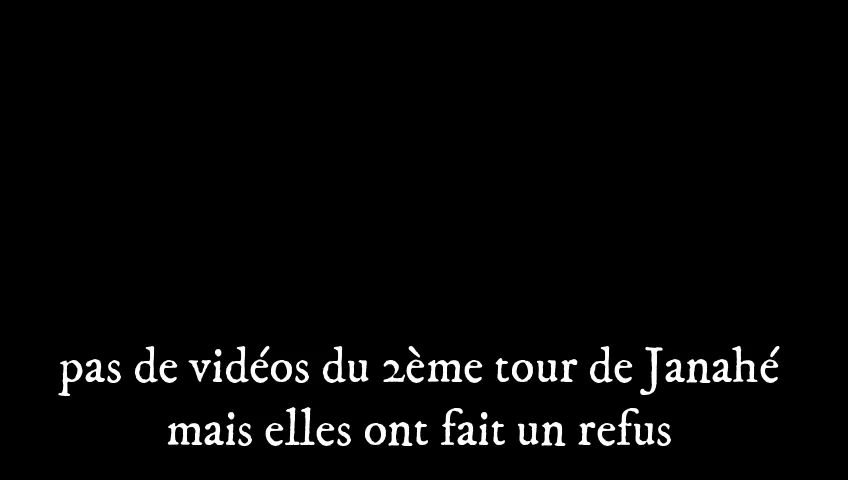 pas de vidéos du 2ème tour de Janahé
mais elles ont fait un refus